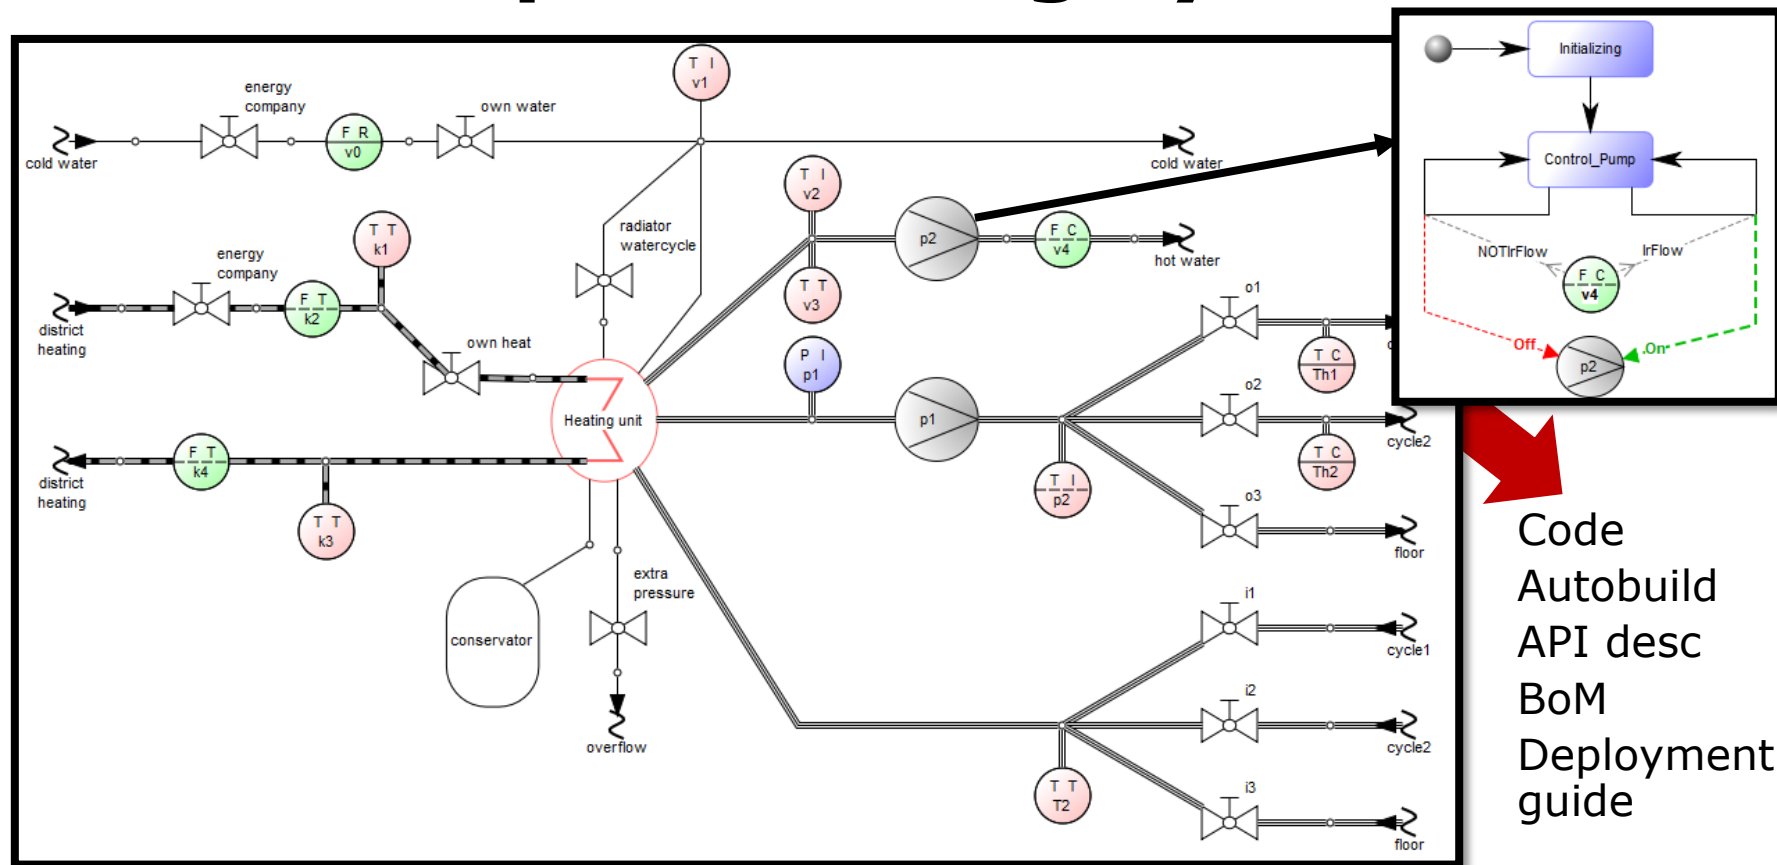 T I
v1
energy
company
own water
F R
v0
cold water
cold water
T I
v2
T T
k1
radiator
watercycle
p2
F C
v4
hot water
energy
company
T T
v3
F T
k2
o1
district
heating
own heat
P I
p1
T C
Th1
o2
Heating unit
p1
cycle2
F T
k4
T C
Th2
district
heating
T I
p2
o3
T T
k3
floor
extra
pressure
i1
conservator
cycle1
i2
overflow
cycle2
T T
T2
i3
floor
Initializing
Control_Pump
NOTIrFlow
IrFlow
F C
v4
Off
.On
p2
Code
Autobuild
API desc
BoM
Deployment
guide